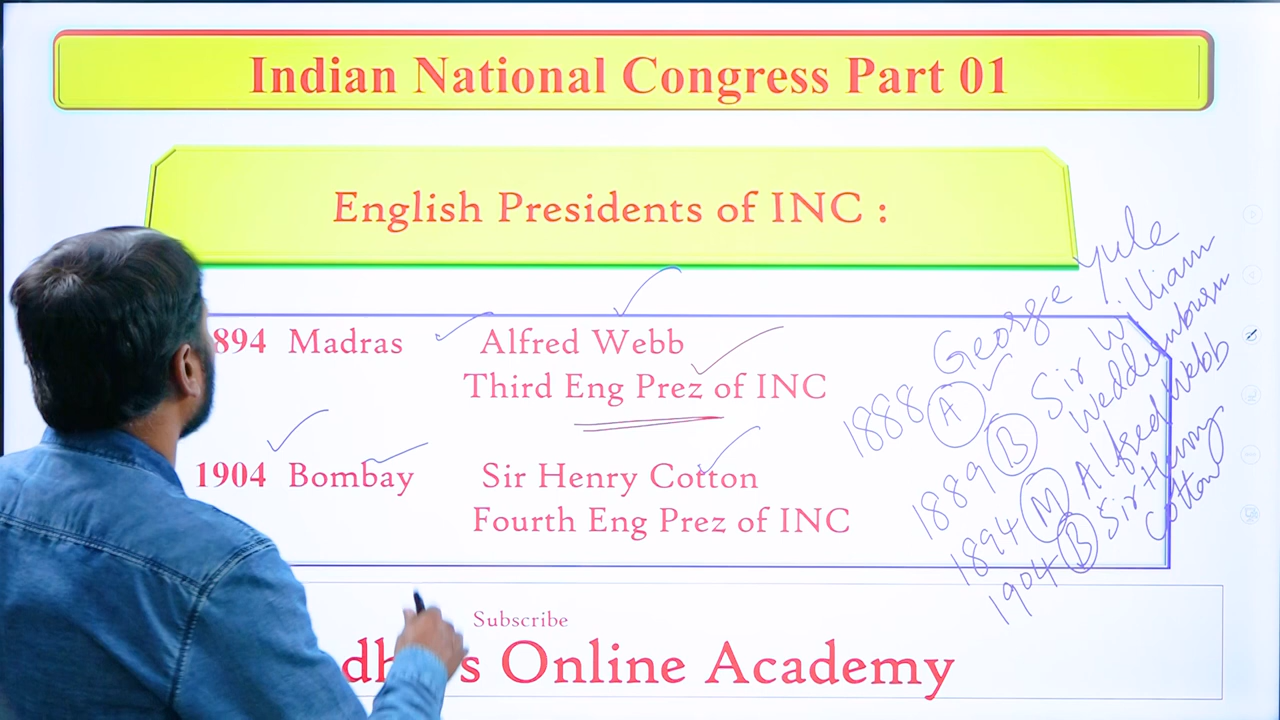 Indian National Congress Part 01
English Presidents of INC :
894 Madras Alfred Webb
Third Eng Prez of INC
1904 Bombay Sir Henry Cotton
Fourth Eng Prez of INC
1888 A George Yule
1889 B Sir William
Wedderburn
1894 M Alfred Webb
1904 B Sir Henry
Cotton
Subscribe
s Online Academy